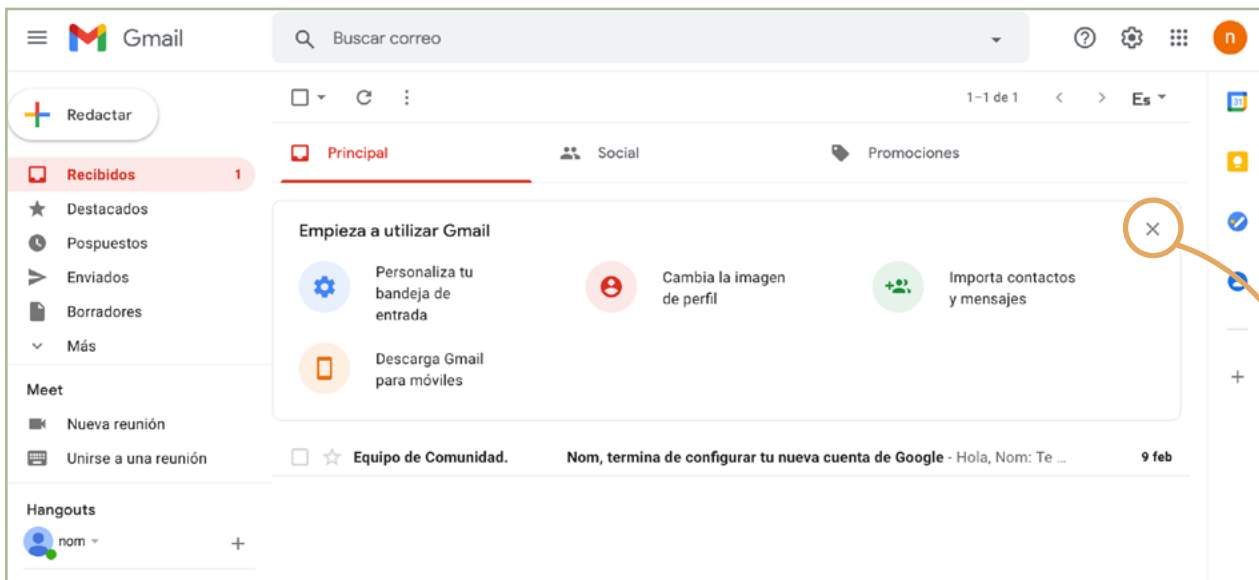 Gmail
Buscar correo
n
Redactar
1-1 de 1
Es
31
Principal
Social
Promociones
Recibidos 1
Destacados
Pospuestos
Enviados
Borradores
Más
Empieza a utilizar Gmail
Personaliza tu
bandeja de
entrada
Cambia la imagen
de perfil
Importa contactos
y mensajes
Descarga Gmail
para móviles
Meet
Nueva reunión
Unirse a una reunión
Equipo de Comunidad. Nom, termina de configurar tu nueva cuenta de Google - Hola, Nom: Te ... 9 feb
Hangouts
nom